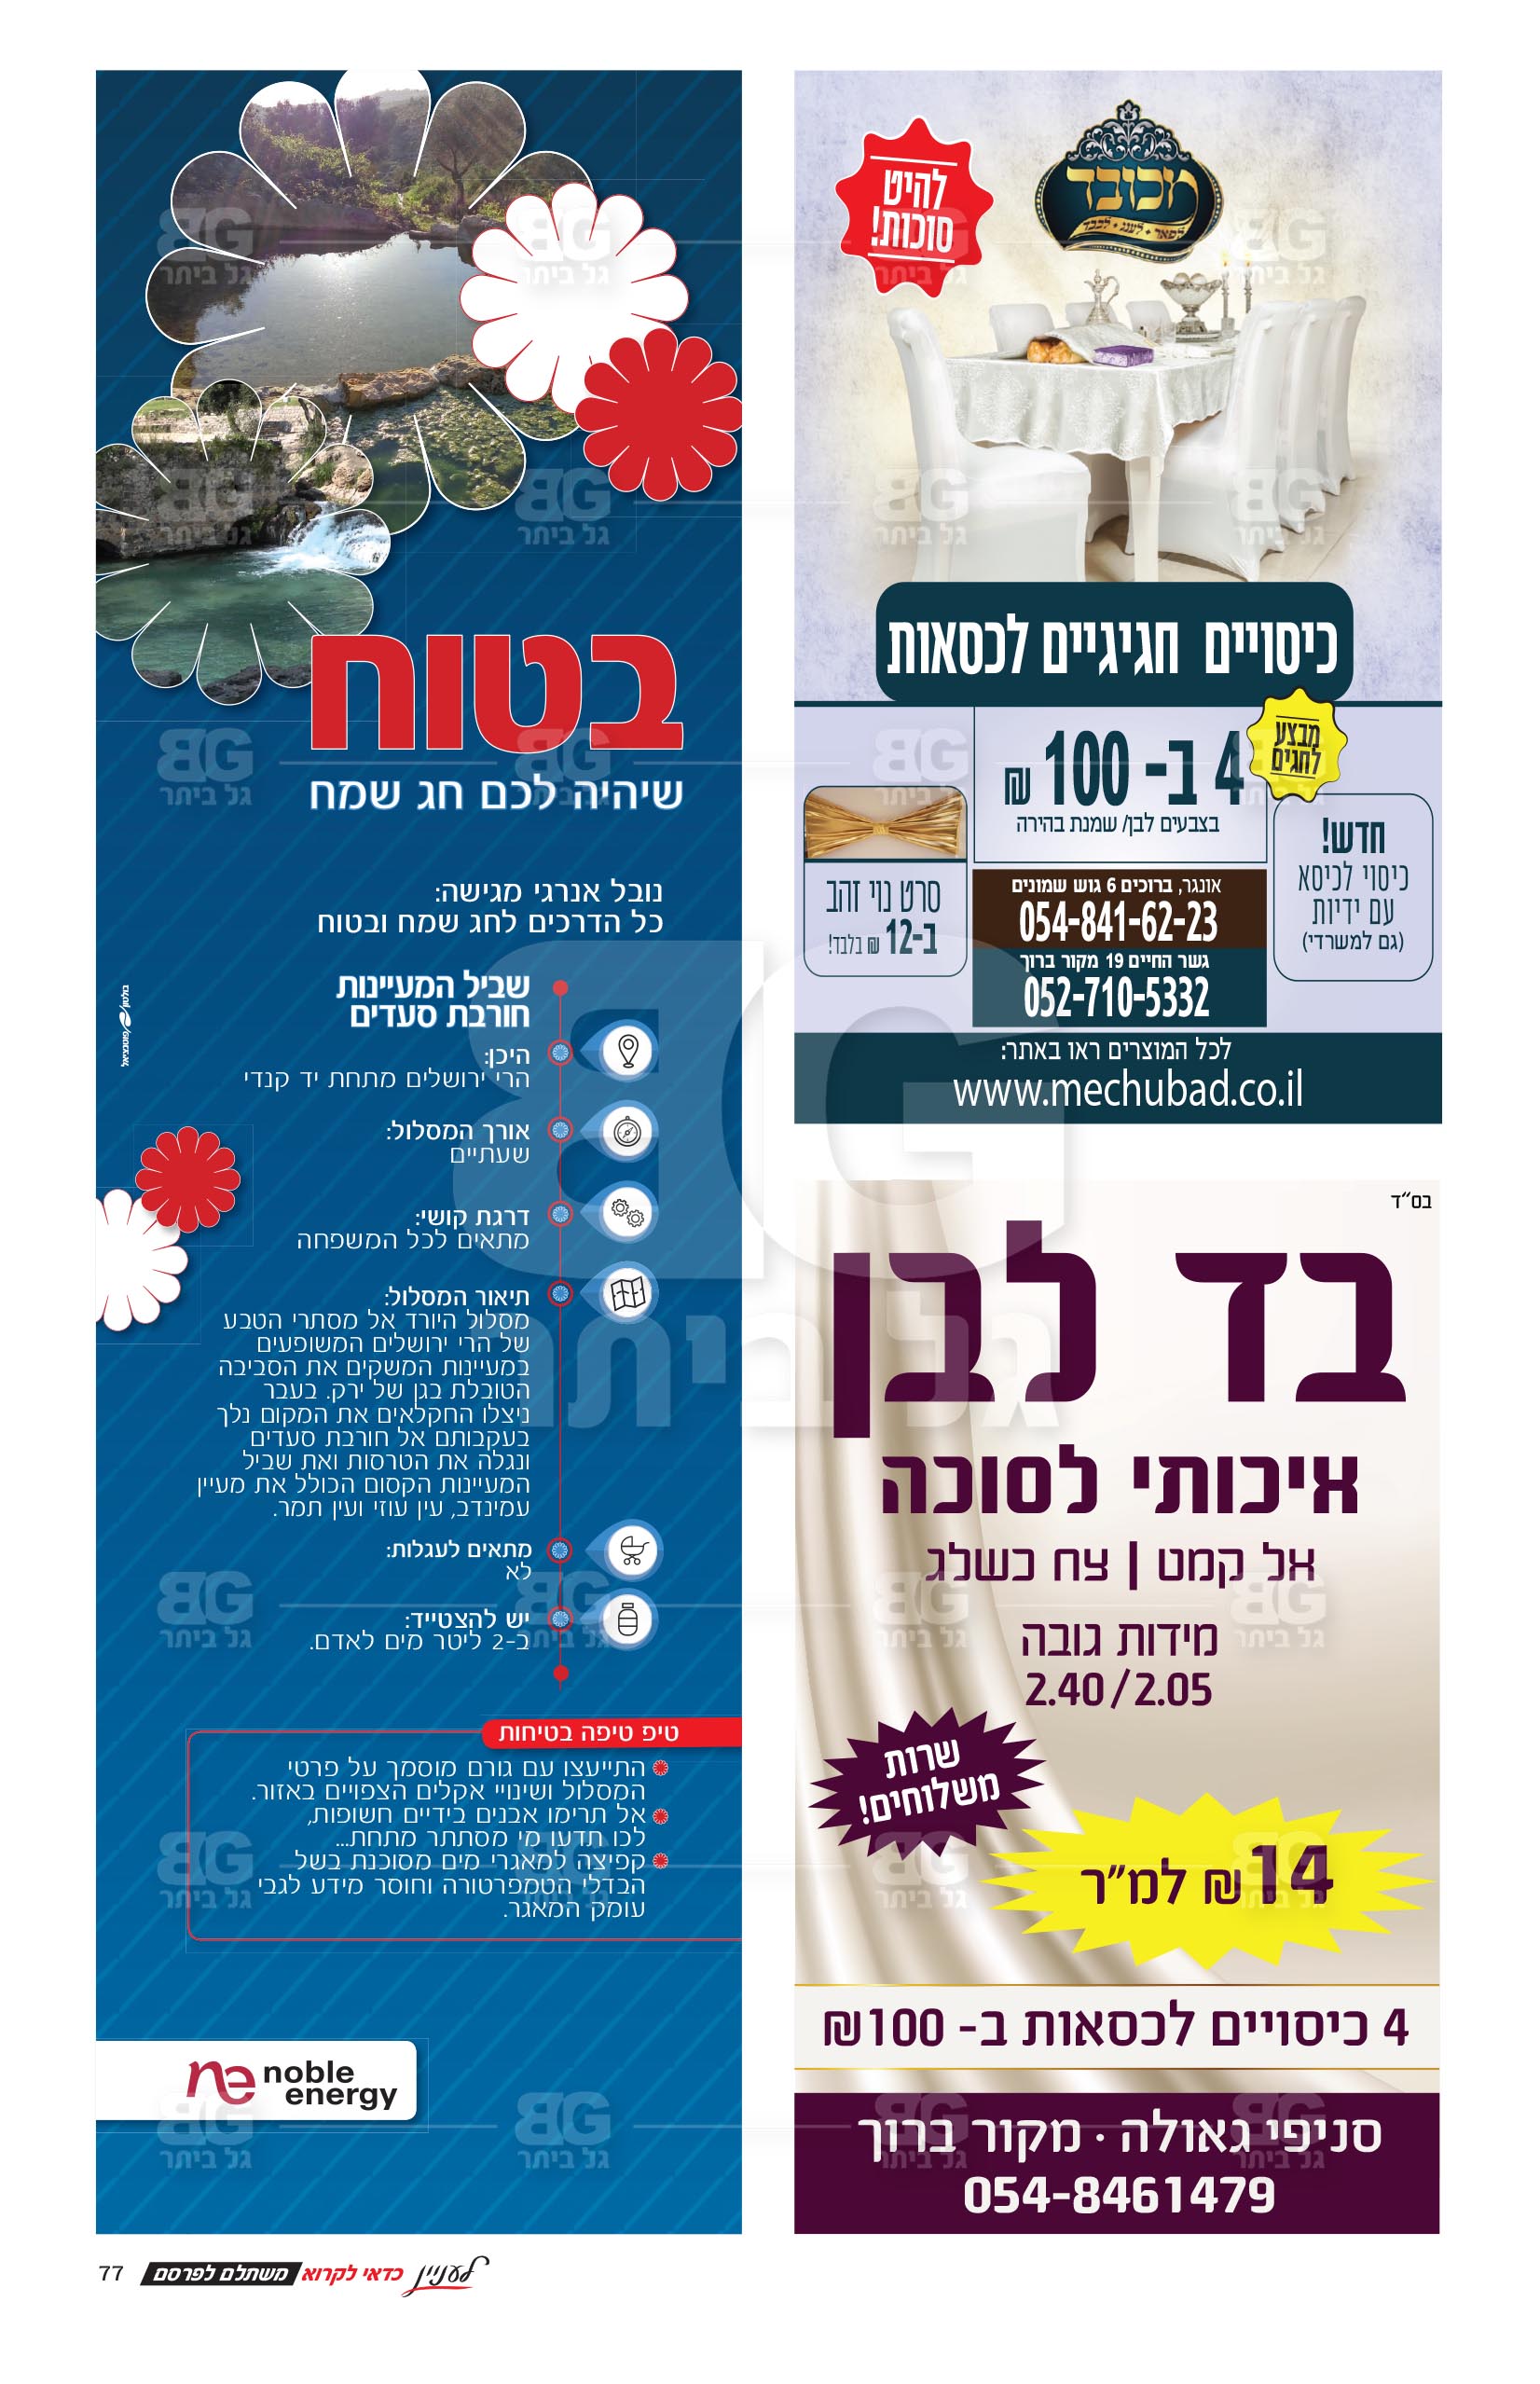 להיט
סוכות!
מכובד
לפאר • לענג • לכבד
כיסויים חגיגיים לכסאות
מבצע
לחגים
4 ב- 100 ₪
בצבעים לבן/ שמנת בהירה
חדש!
כיסוי לכיסא
עם ידיות
(גם למשרדי)
אונגר, ברוכים 6 גוש שמונים
054-841-62-23
גשר החיים 19 מקור ברוך
052-710-5332
סרט נוי זהב
ב-12 ₪ בלבד!
לכל המוצרים ראו באתר:
www.mechubad.co.il
בס״ד
בד לבן
איכותי לסוכה
אל קמט | צח כשלג
מידות גובה
2.40/2.05
שרות
משלוחים!
14 ₪ למ״ר
4 כיסויים לכסאות ב- 100₪
סניפי גאולה · מקור ברוך
054-8461479
בטוח
שיהיה לכם חג שמח
נובל אנרגי מגישה:
כל הדרכים לחג שמח ובטוח
שביל המעיינות
חורבת סעדים
היכן:
הרי ירושלים מתחת יד קנדי
אורך המסלול:
שעתיים
דרגת קושי:
מתאים לכל המשפחה
תיאור המסלול:
מסלול היורד אל מסתרי הטבע
של הרי ירושלים המשופעים
במעיינות המשקים את הסביבה
הטובלת בגן של ירק. בעבר
ניצלו החקלאים את המקום נלך
בעקבותם אל חורבת סעדים
ונגלה את הטרסות ואת שביל
המעיינות הקסום הכולל את מעיין
עמינדב, עין עוזי ועין תמר.
מתאים לעגלות:
לא
יש להצטייד:
ב-2 ליטר מים לאדם.
טיפ טיפה בטיחות
התייעצו עם גורם מוסמך על פרטי
המסלול ושינויי אקלים הצפויים באזור.
אל תרימו אבנים בידיים חשופות,
לכו תדעו מי מסתתר מתחת...
קפיצה למאגרי מים מסוכנת בשל
הבדלי הטמפרטורה וחוסר מידע לגבי
עומק המאגר.
noble
energy
בולטון פוטנציאל
BG
גל ביתר
לעניין כדאי לקרוא משתלם לפרסם 77